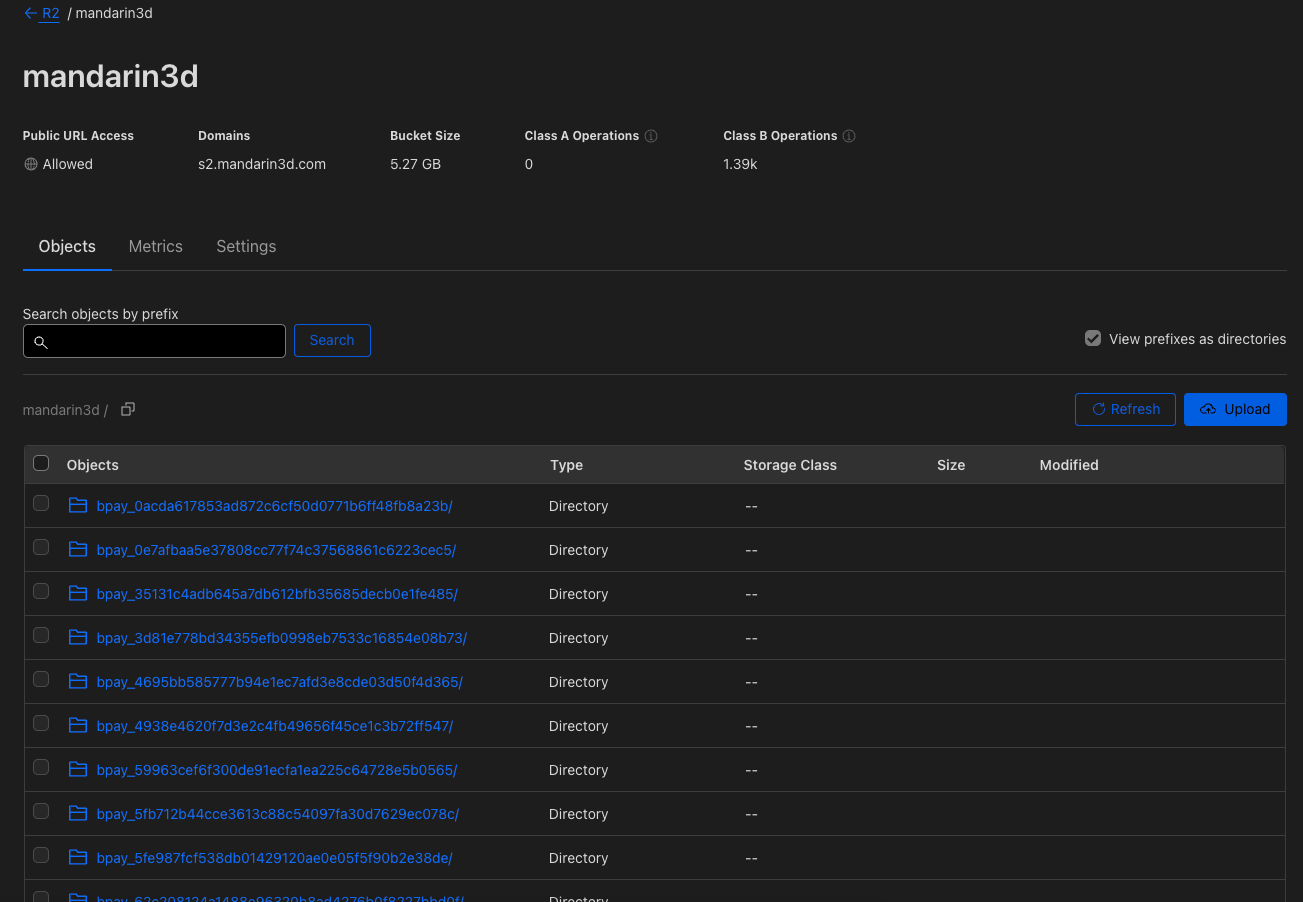 ← R2 / mandarin3d
mandarin3d
Public URL Access Domains Bucket Size Class A Operations Class B Operations
Allowed s2.mandarin3d.com 5.27 GB 0 1.39k
Objects Metrics Settings
Search objects by prefix
Search View prefixes as directories
mandarin3d / Refresh Upload
Objects Type Storage Class Size Modified
bpay_0acda617853ad872c6cf50d0771b6ff48fb8a23b/ Directory --
bpay_0e7afbaa5e37808cc77f74c37568861c6223cec5/ Directory --
bpay_35131c4adb645a7db612bfb35685decb0e1fe485/ Directory --
bpay_3d81e778bd34355efb0998eb7533c16854e08b73/ Directory --
bpay_4695bb585777b94e1ec7afd3e8cde03d50f4d365/ Directory --
bpay_4938e4620f7d3e2c4fb49656f45ce1c3b72ff547/ Directory --
bpay_59963cef6f300de91ecfa1ea225c64728e5b0565/ Directory --
bpay_5fb712b44cce3613c88c54097fa30d7629ec078c/ Directory --
bpay_5fe987fcf538db01429120ae0e05f5f90b2e38de/ Directory --
Directory --